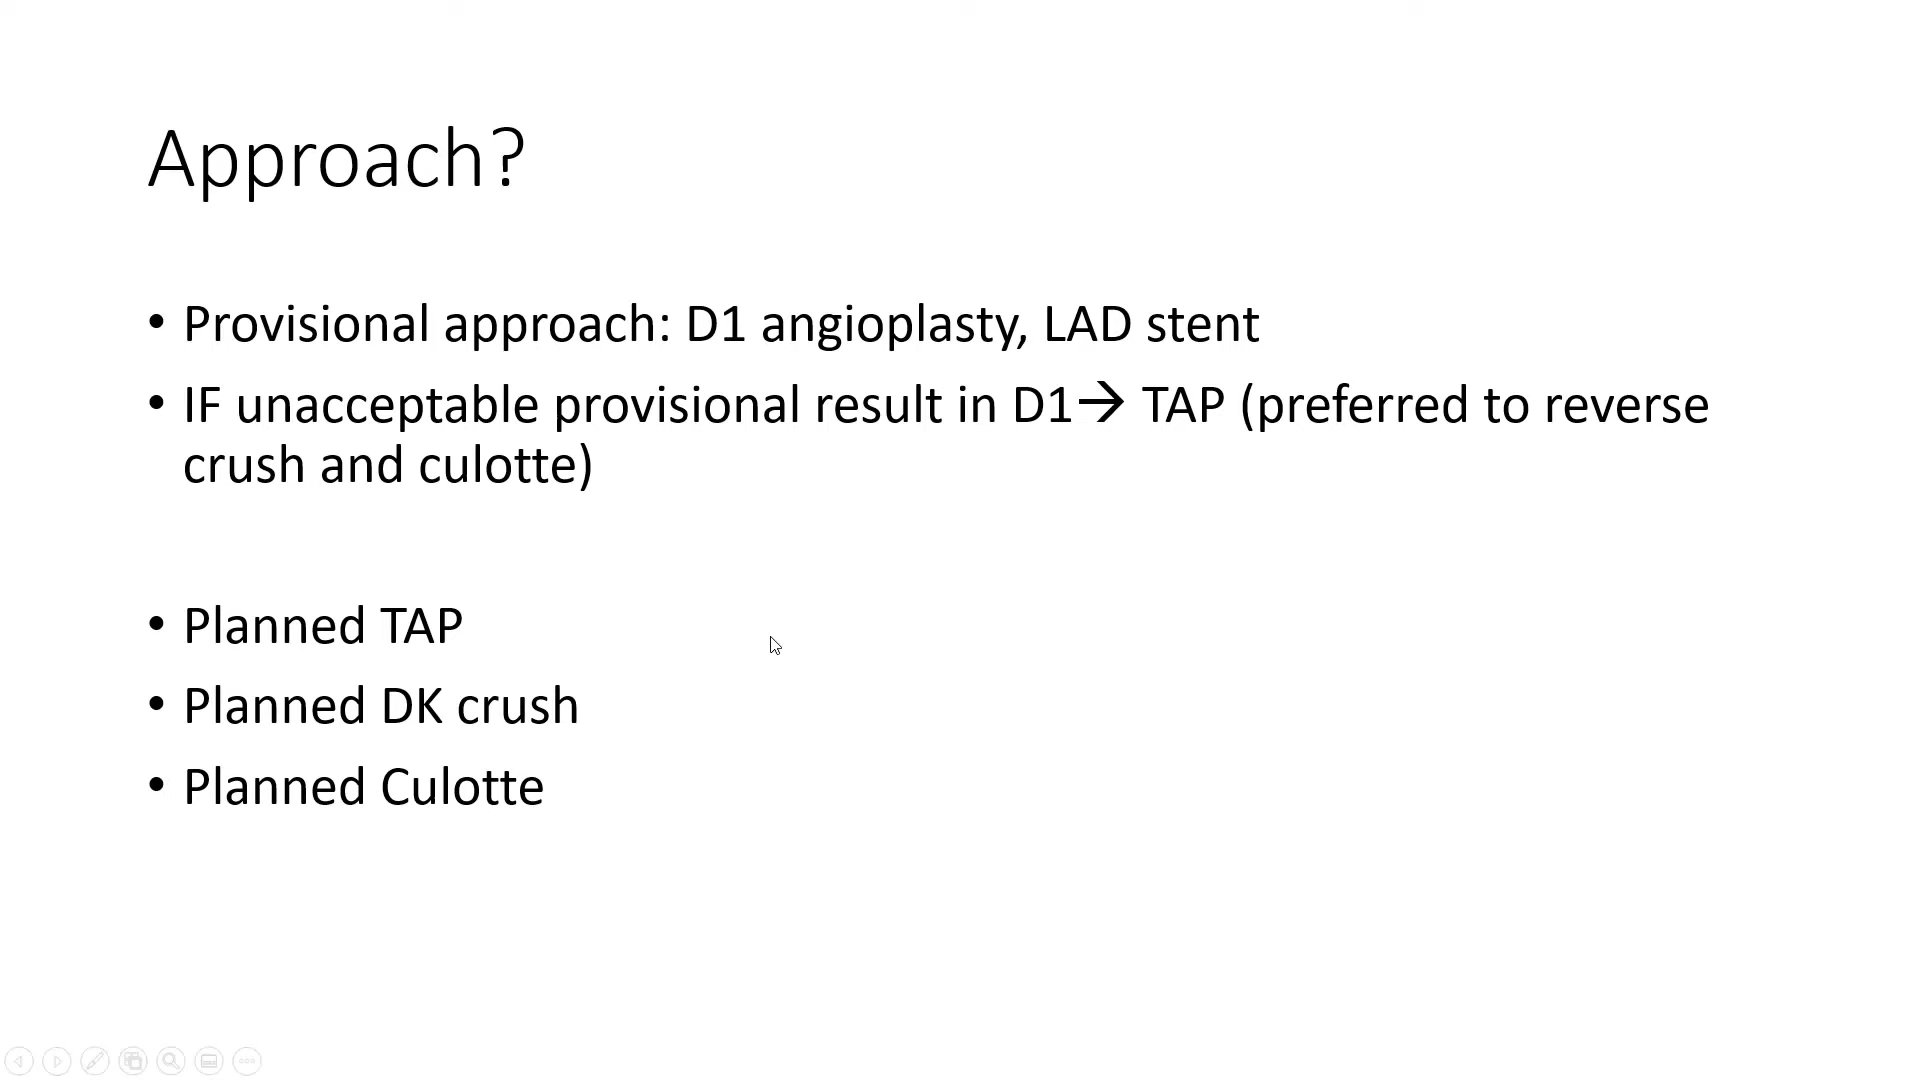 Approach?
• Provisional approach: D1 angioplasty, LAD stent
• IF unacceptable provisional result in D1→ TAP (preferred to reverse
crush and culotte)
• Planned TAP
• Planned DK crush
• Planned Culotte